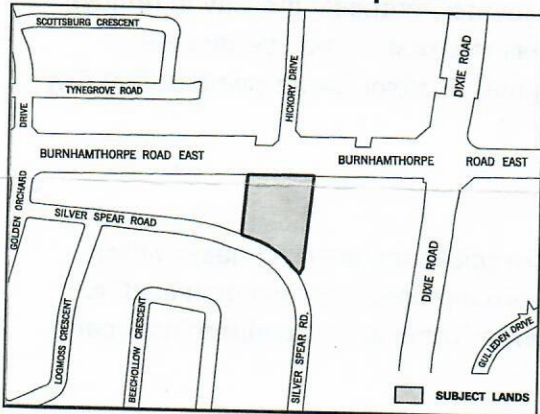 SCOTTSBURG CRESCENT
TYNEGROVE ROAD
HICKORY DRIVE
DIXIE ROAD
BURNHAMTHORPE ROAD EAST
BURNHAMTHORPE ROAD EAST
GOLDEN ORCHARD DRIVE
SILVER SPEAR ROAD
LOGMOSS CRESCENT
BEECHOLLOW CRESCENT
SILVER SPEAR RD.
DIXIE ROAD
GULLEDEN DRIVE
SUBJECT LANDS